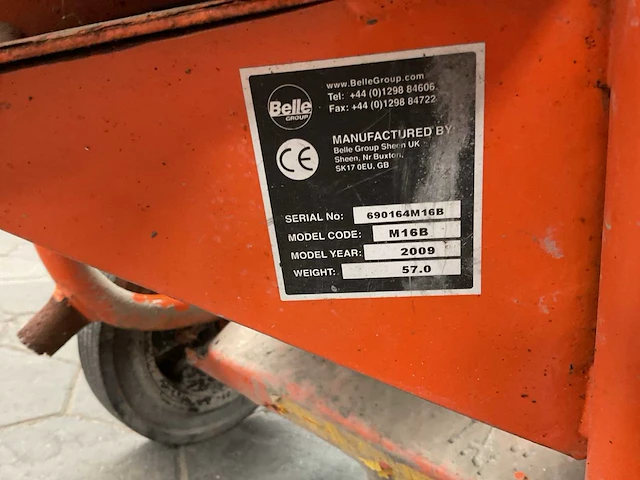 www.BelleGroup.com
Tel: +44 (0)1298 84606
Fax: +44 (0)1298 84722
Belle
GROUP
MANUFACTURED BY
Belle Group Sheen UK
Sheen, Nr Buxton,
SK17 0EU, GB
CE
SERIAL No: 690164M16B
MODEL CODE: M16B
MODEL YEAR: 2009
WEIGHT: 57.0